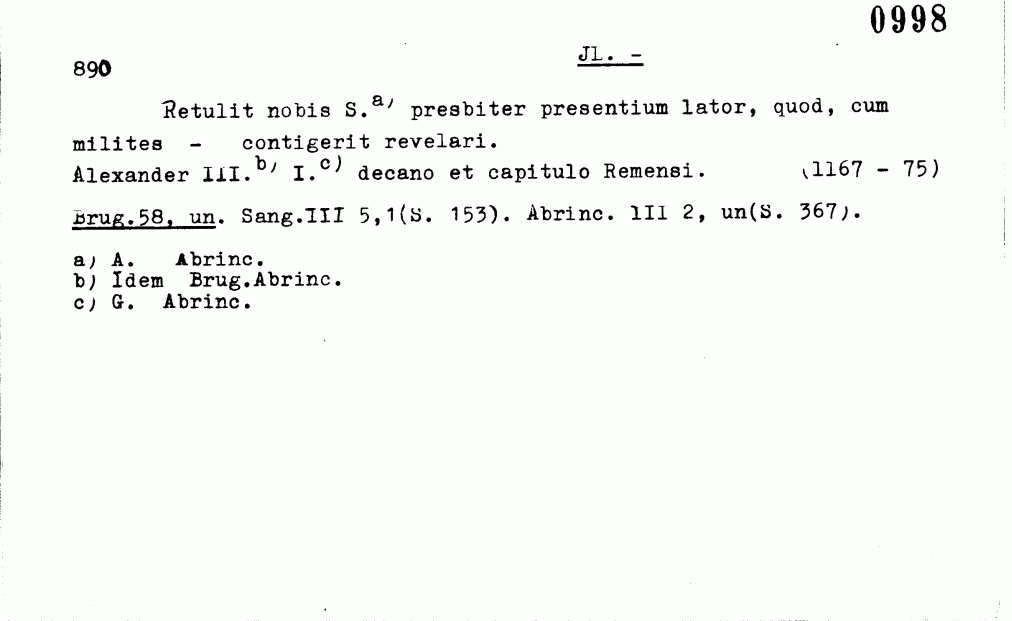 0998
890 JL. -
Retulit nobis S.a) presbiter presentium lator, quod, cum
milites - contigerit revelari.
Alexander III.b) I.c) decano et capitulo Remensi. (1167 - 75)
Brug.58, un. Sang.III 5,1(S. 153). Abrinc. III 2, un(S. 367).
a) A. Abrinc.
b) Idem Brug.Abrinc.
c) G. Abrinc.